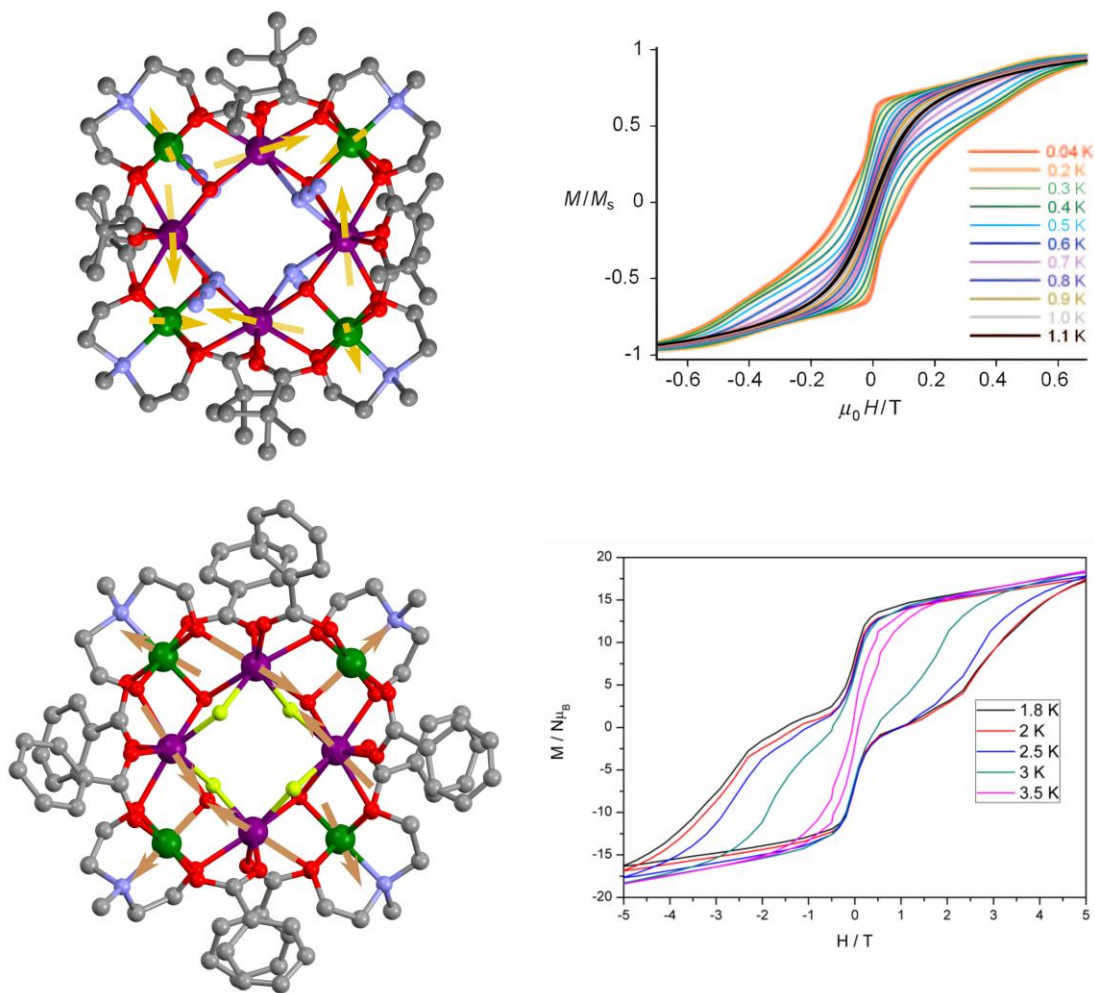 1
0.5
M/Ms
0
-0.5
-1
0.04 K
0.2 K
0.3 K
0.4 K
0.5 K
0.6 K
0.7 K
0.8 K
0.9 K
1.0 K
1.1 K
-0.6 -0.4 -0.2 0 0.2 0.4 0.6
μ0 H/T
20
15
10
5
0
-5
-10
-15
-20
M / NμB
1.8 K
2 K
2.5 K
3 K
3.5 K
-5 -4 -3 -2 -1 0 1 2 3 4 5
H / T